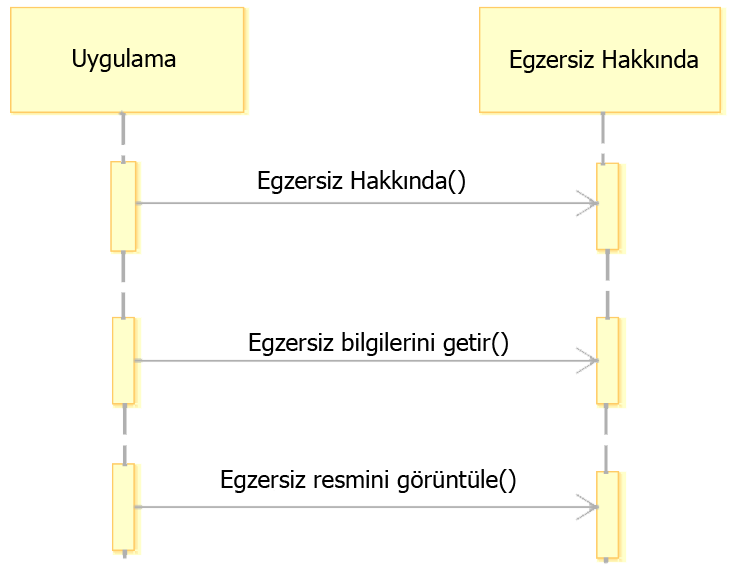 Uygulama
Egzersiz Hakkında
Egzersiz Hakkında()
Egzersiz bilgilerini getir()
Egzersiz resmini görüntüle()